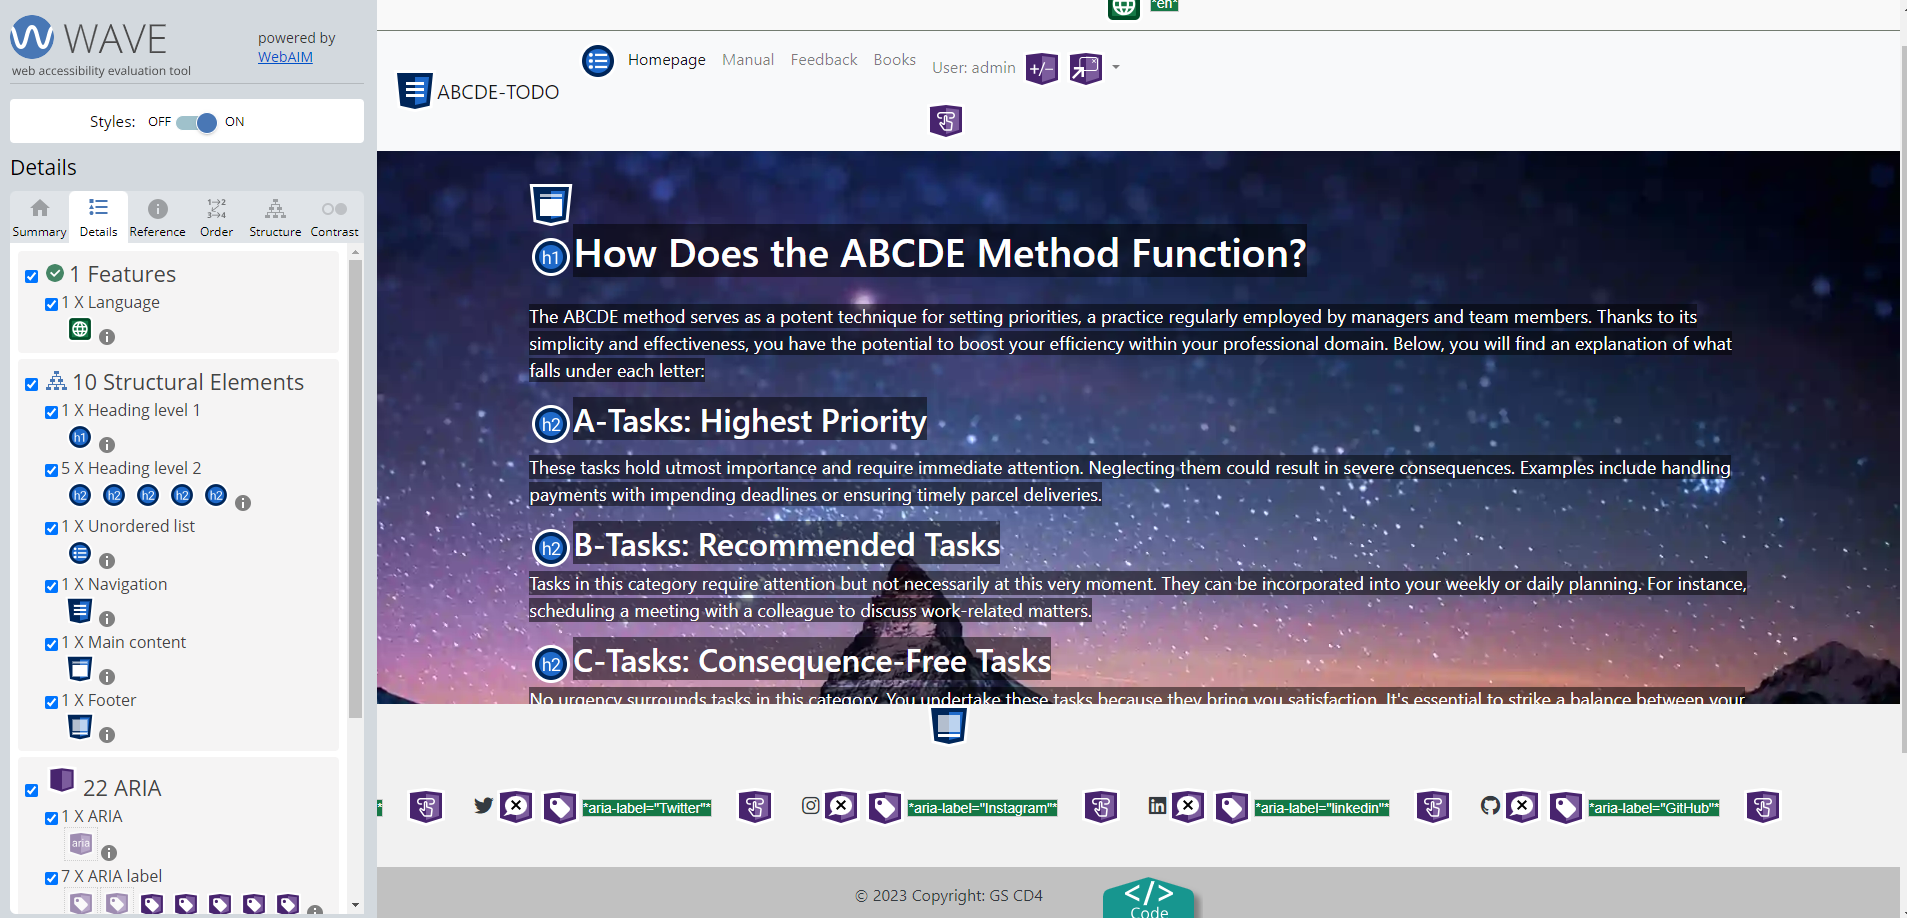 WAVE
web accessibility evaluation tool
powered by
WebAIM
Styles: OFF ON
Details
Summary Details Reference Order Structure Contrast
1 Features
1 X Language
10 Structural Elements
1 X Heading level 1
h1
5 X Heading level 2
h2 h2 h2 h2 h2
1 X Unordered list
1 X Navigation
1 X Main content
1 X Footer
22 ARIA
1 X ARIA
aria
7 X ARIA label
*en*
ABCDE-TODO
Homepage Manual Feedback Books User: admin +/-
h1 How Does the ABCDE Method Function?
The ABCDE method serves as a potent technique for setting priorities, a practice regularly employed by managers and team members. Thanks to its
simplicity and effectiveness, you have the potential to boost your efficiency within your professional domain. Below, you will find an explanation of what
falls under each letter:
h2 A-Tasks: Highest Priority
These tasks hold utmost importance and require immediate attention. Neglecting them could result in severe consequences. Examples include handling
payments with impending deadlines or ensuring timely parcel deliveries.
h2 B-Tasks: Recommended Tasks
Tasks in this category require attention but not necessarily at this very moment. They can be incorporated into your weekly or daily planning. For instance,
scheduling a meeting with a colleague to discuss work-related matters.
h2 C-Tasks: Consequence-Free Tasks
No urgency surrounds tasks in this category. You undertake these tasks because they bring you satisfaction. It's essential to strike a balance between your
*aria-label="Twitter"* *aria-label="Instagram"* *aria-label="linkedin"* *aria-label="GitHub"*
© 2023 Copyright: GS CD4
</> Code